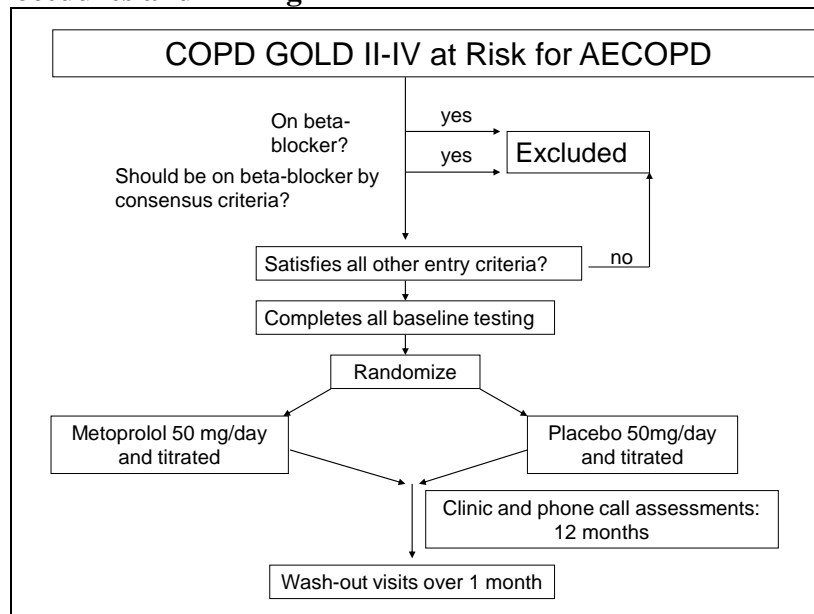 COPD GOLD II-IV at Risk for AECOPD
On beta-
blocker?
yes
yes
Excluded
Should be on beta-blocker by
consensus criteria?
Satisfies all other entry criteria?
no
Completes all baseline testing
Randomize
Metoprolol 50 mg/day
and titrated
Placebo 50mg/day
and titrated
Clinic and phone call assessments:
12 months
Wash-out visits over 1 month